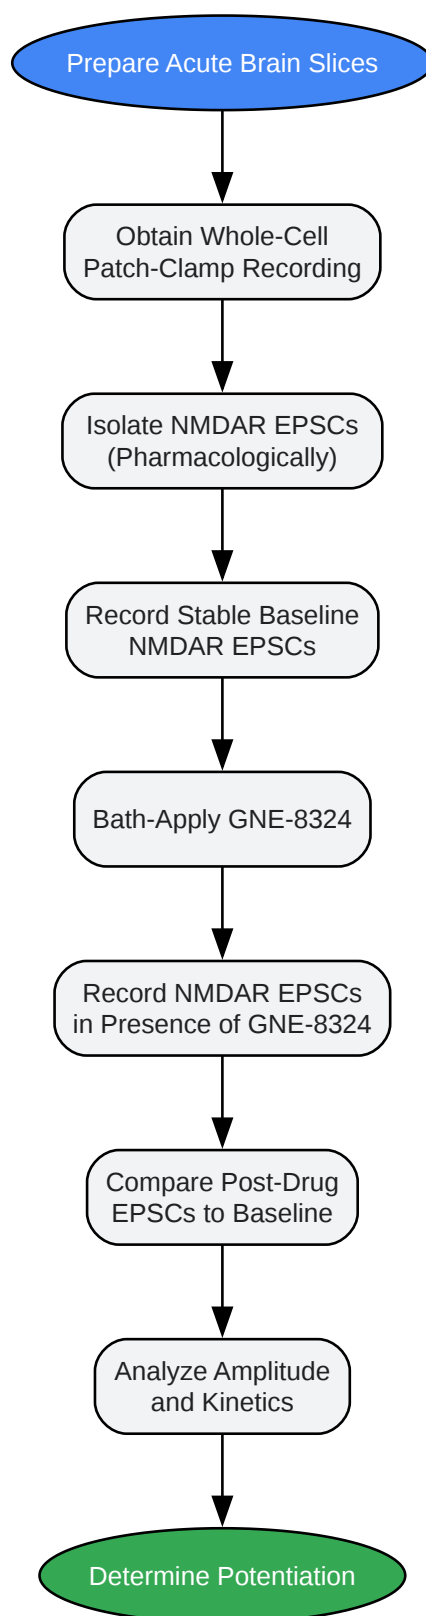 Prepare Acute Brain Slices
Obtain Whole-Cell
Patch-Clamp Recording
Isolate NMDAR EPSCs
(Pharmacologically)
Record Stable Baseline
NMDAR EPSCs
Bath-Apply GNE-8324
Record NMDAR EPSCs
in Presence of GNE-8324
Compare Post-Drug
EPSCs to Baseline
Analyze Amplitude
and Kinetics
Determine Potentiation